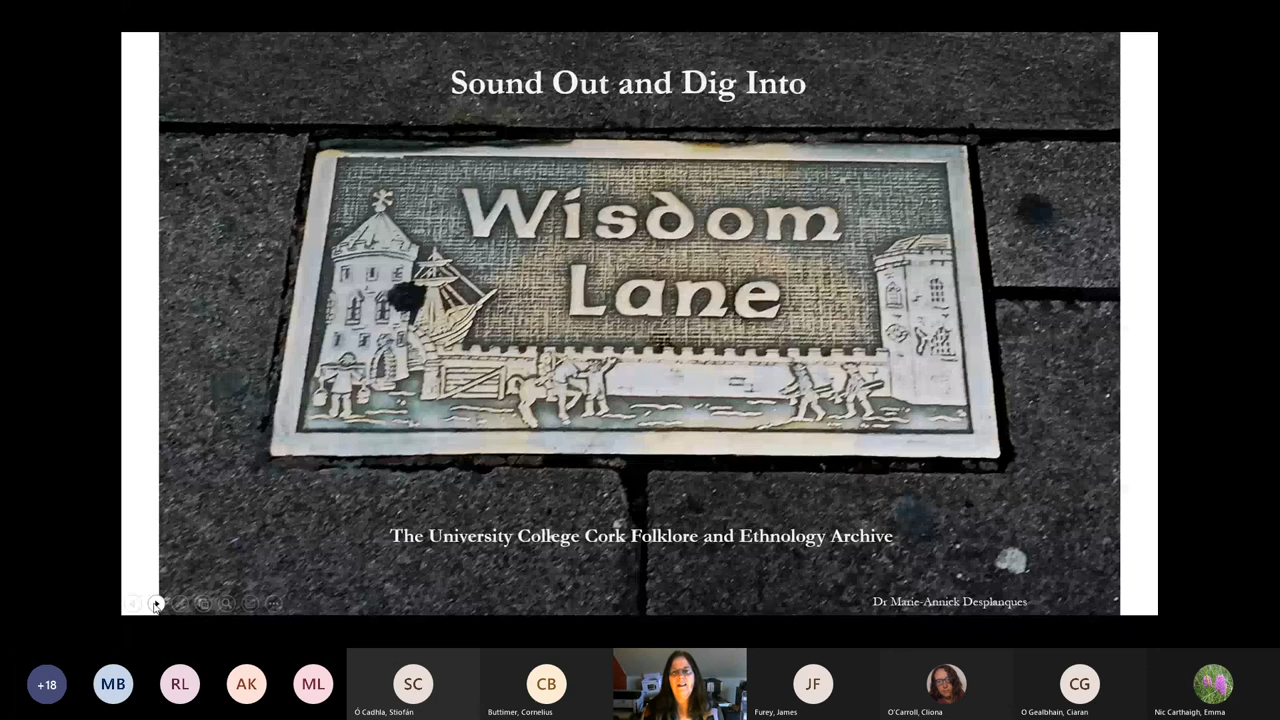 Sound Out and Dig Into
Wisdom
Lane
The University College Cork Folklore and Ethnology Archive
Dr Marie-Annick Desplanques
+18
MB
RL
AK
ML
SC
CB
JF
CG
Ó Cadhla, Stiofán
Buttimer, Cornelius
Furey, James
O'Carroll, Cliona
O Gealbhain, Ciaran
Nic Carthaigh, Emma